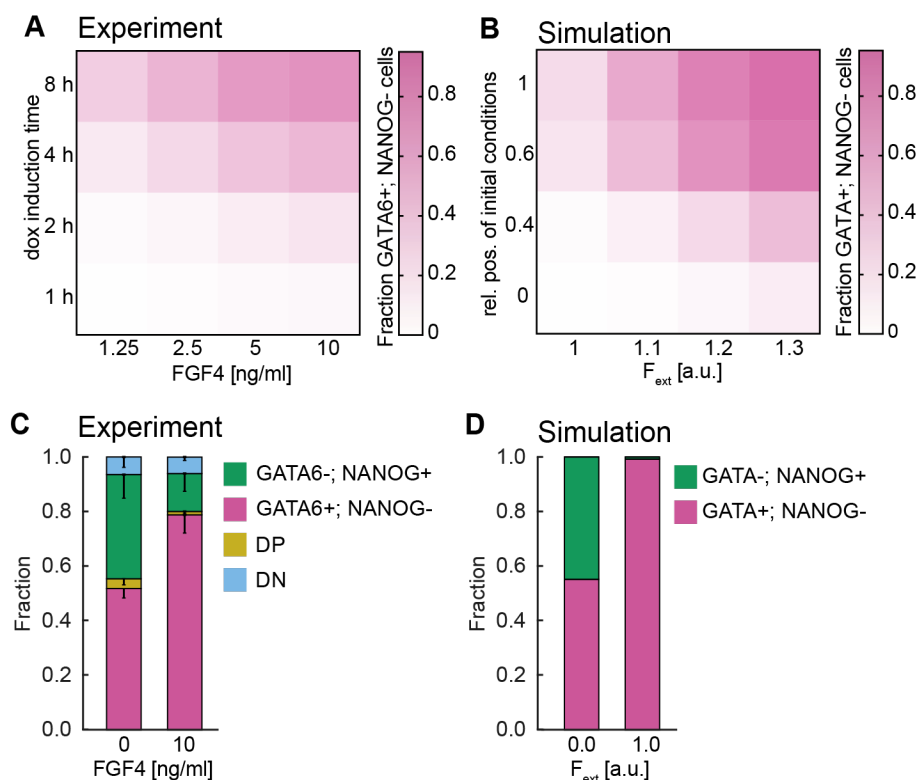 A Experiment
dox induction time
8 h
4 h
2 h
1 h
1.25 2.5 5 10
FGF4 [ng/ml]
Fraction GATA6+; NANOG- cells
0.8
0.6
0.4
0.2
0
B Simulation
rel. pos. of initial conditions
1
0.6
0.4
0
1 1.1 1.2 1.3
Fext [a.u.]
Fraction GATA+; NANOG- cells
0.8
0.6
0.4
0.2
0
C Experiment
Fraction
1.0
0.8
0.6
0.4
0.2
0.0
0 10
FGF4 [ng/ml]
GATA6-; NANOG+
GATA6+; NANOG-
DP
DN
D Simulation
Fraction
1.0
0.8
0.6
0.4
0.2
0.0
0.0 1.0
Fext [a.u.]
GATA-; NANOG+
GATA+; NANOG-